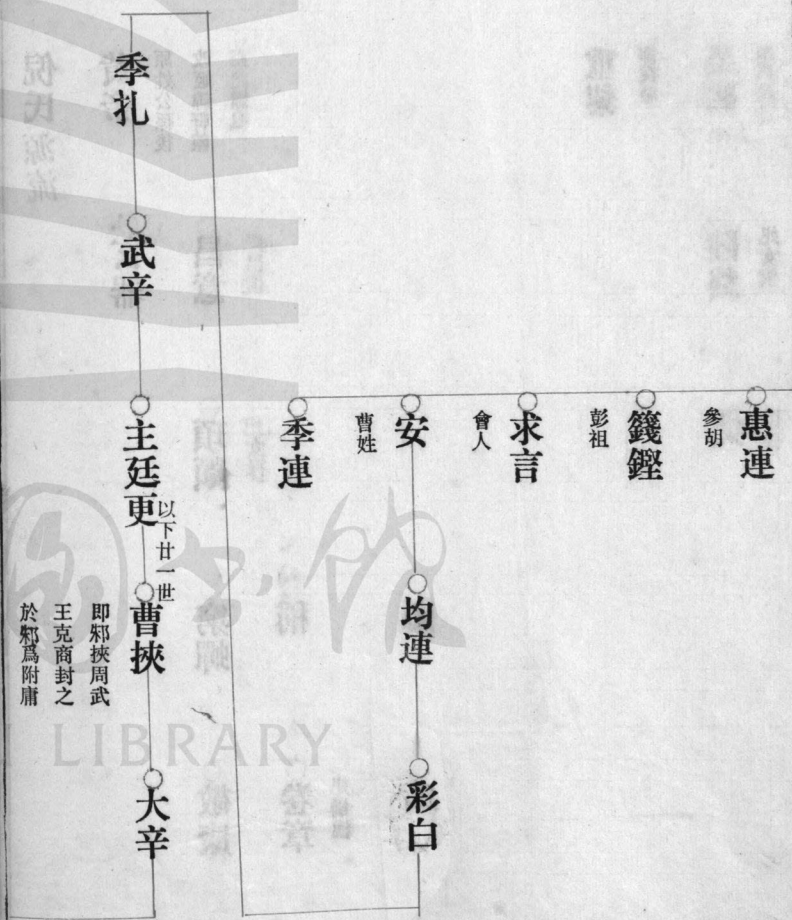 惠連
參胡
籛鏗
彭祖
求言
會人
安
曹姓
季連
均連
彩白
季扎
武辛
主廷更
以下廿一世
曹挾
即邾挾周武
王克商封之
於邾爲附庸
大辛
LIBRARY